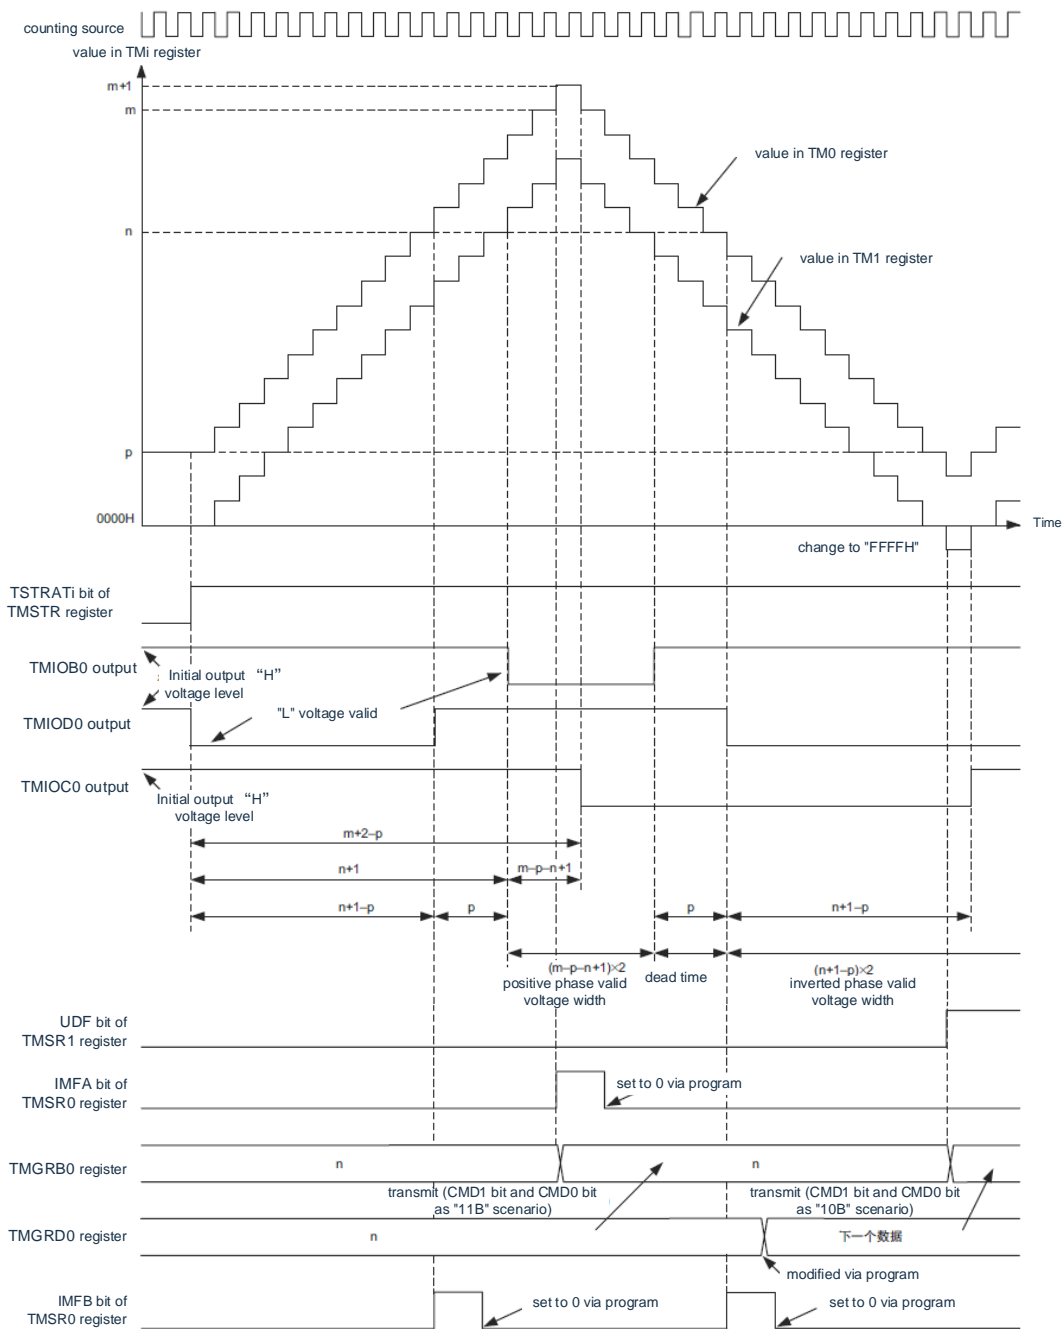 counting source
value in TMi register
m+1
m
value in TM0 register
n
value in TM1 register
p
0000H
Time
change to "FFFFH"
TSTRATi bit of
TMSTR register
TMIOB0 output
Initial output “H”
voltage level
"L" voltage valid
TMIOD0 output
TMIOC0 output
Initial output “H”
voltage level
m+2–p
n+1
m–p–n+1
n+1–p
p
p
n+1–p
(m–p–n+1)×2
positive phase valid
voltage width
dead time
(n+1–p)×2
inverted phase valid
voltage width
UDF bit of
TMSR1 register
IMFA bit of
TMSR0 register
set to 0 via program
TMGRB0 register
n
n
transmit (CMD1 bit and CMD0 bit
as "11B" scenario)
transmit (CMD1 bit and CMD0 bit
as "10B" scenario)
TMGRD0 register
n
下一个数据
modified via program
IMFB bit of
TMSR0 register
set to 0 via program
set to 0 via program